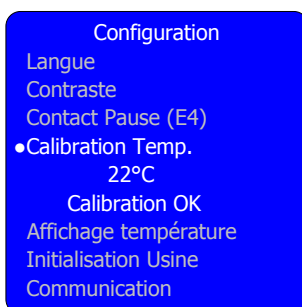 Configuration
Langue
Contraste
Contact Pause (E4)
●Calibration Temp.
22°C
Calibration OK
Affichage température
Initialisation Usine
Communication